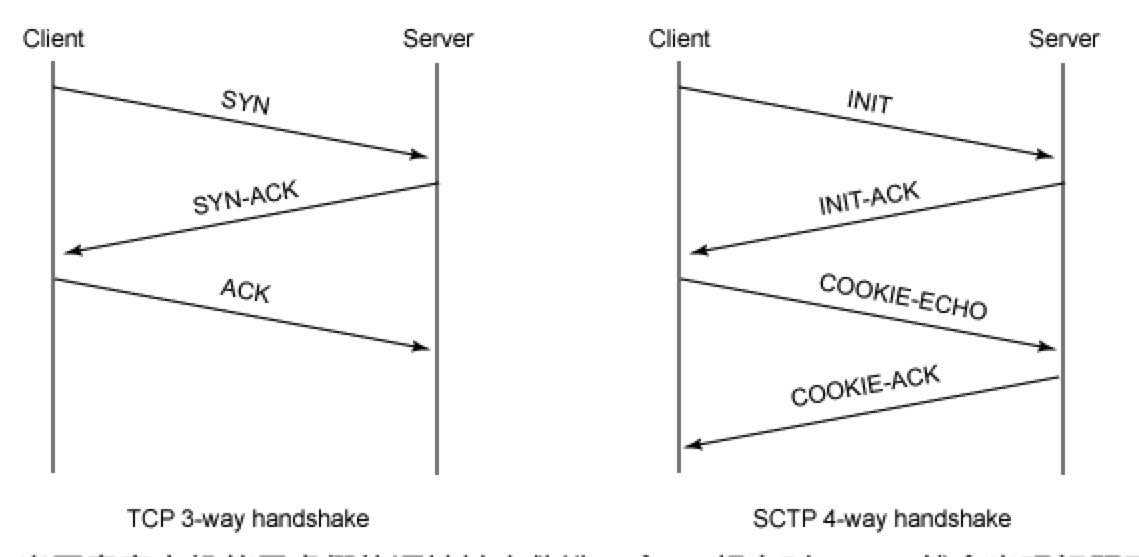 Client
Server
SYN
SYN-ACK
ACK
TCP 3-way handshake
Client
Server
INIT
INIT-ACK
COOKIE-ECHO
COOKIE-ACK
SCTP 4-way handshake